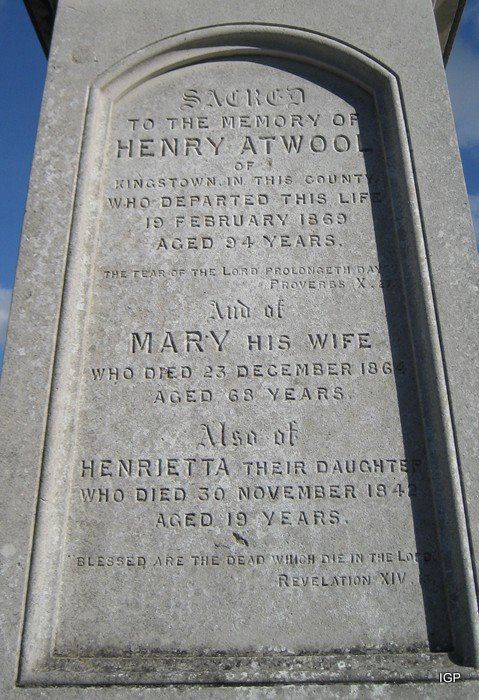 SACRED
TO THE MEMORY OF
HENRY ATWOOL
OF
KINGSTOWN, IN THIS COUNTY,
WHO DEPARTED THIS LIFE
19 FEBRUARY 1869
AGED 94 YEARS.
THE FEAR OF THE LORD PROLONGETH DAYS
PROVERBS X.
And of
MARY HIS WIFE
WHO DIED 23 DECEMBER 1864
AGED 68 YEARS.
Also of
HENRIETTA THEIR DAUGHTER
WHO DIED 30 NOVEMBER 1842
AGED 19 YEARS.
BLESSED ARE THE DEAD WHICH DIE IN THE LORD.
REVELATION XIV.
IGP